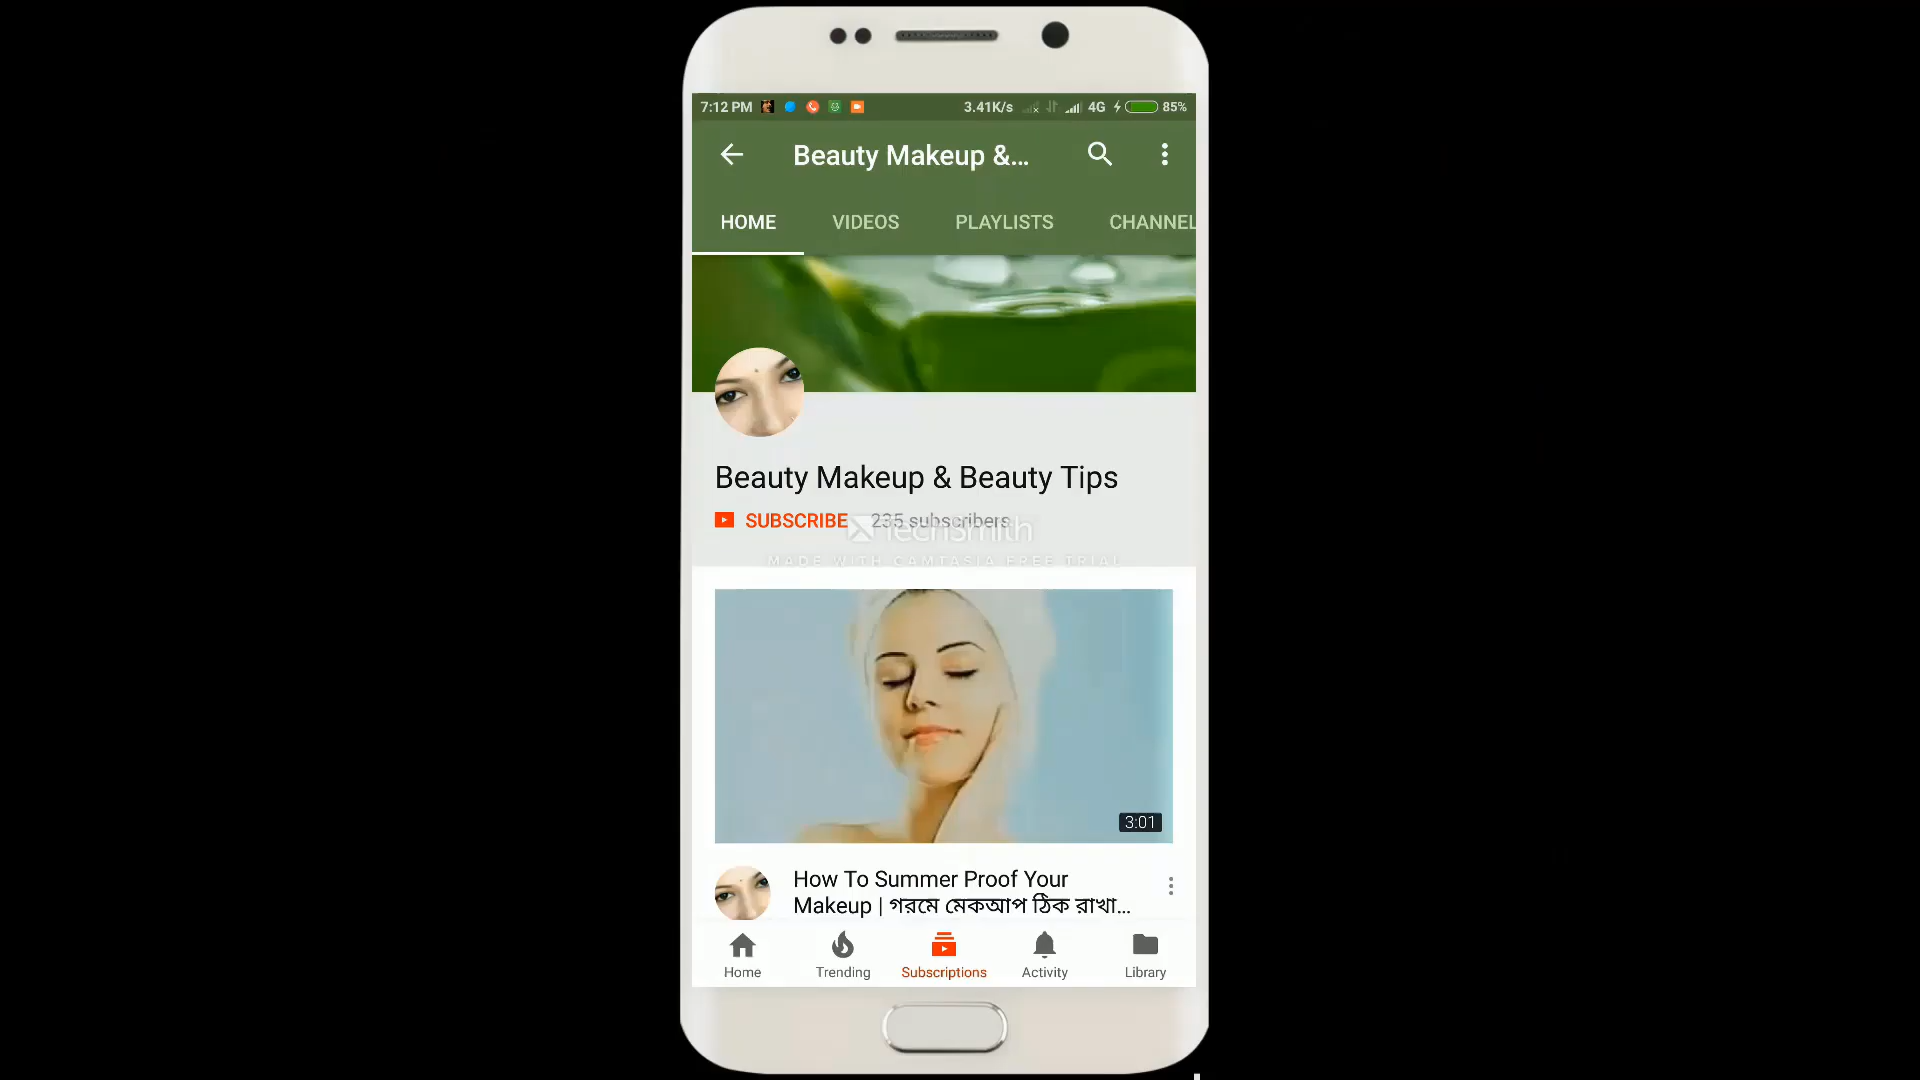 7:12 PM 3.41K/s 4G 85%
Beauty Makeup &...
HOME VIDEOS PLAYLISTS CHANNEL
Beauty Makeup & Beauty Tips
SUBSCRIBE 235 subscribers
TechSmith
MADE WITH CAMTASIA FREE TRIAL
3:01
How To Summer Proof Your
Makeup | গরমে মেকআপ ঠিক রাখা...
Home Trending Subscriptions Activity Library